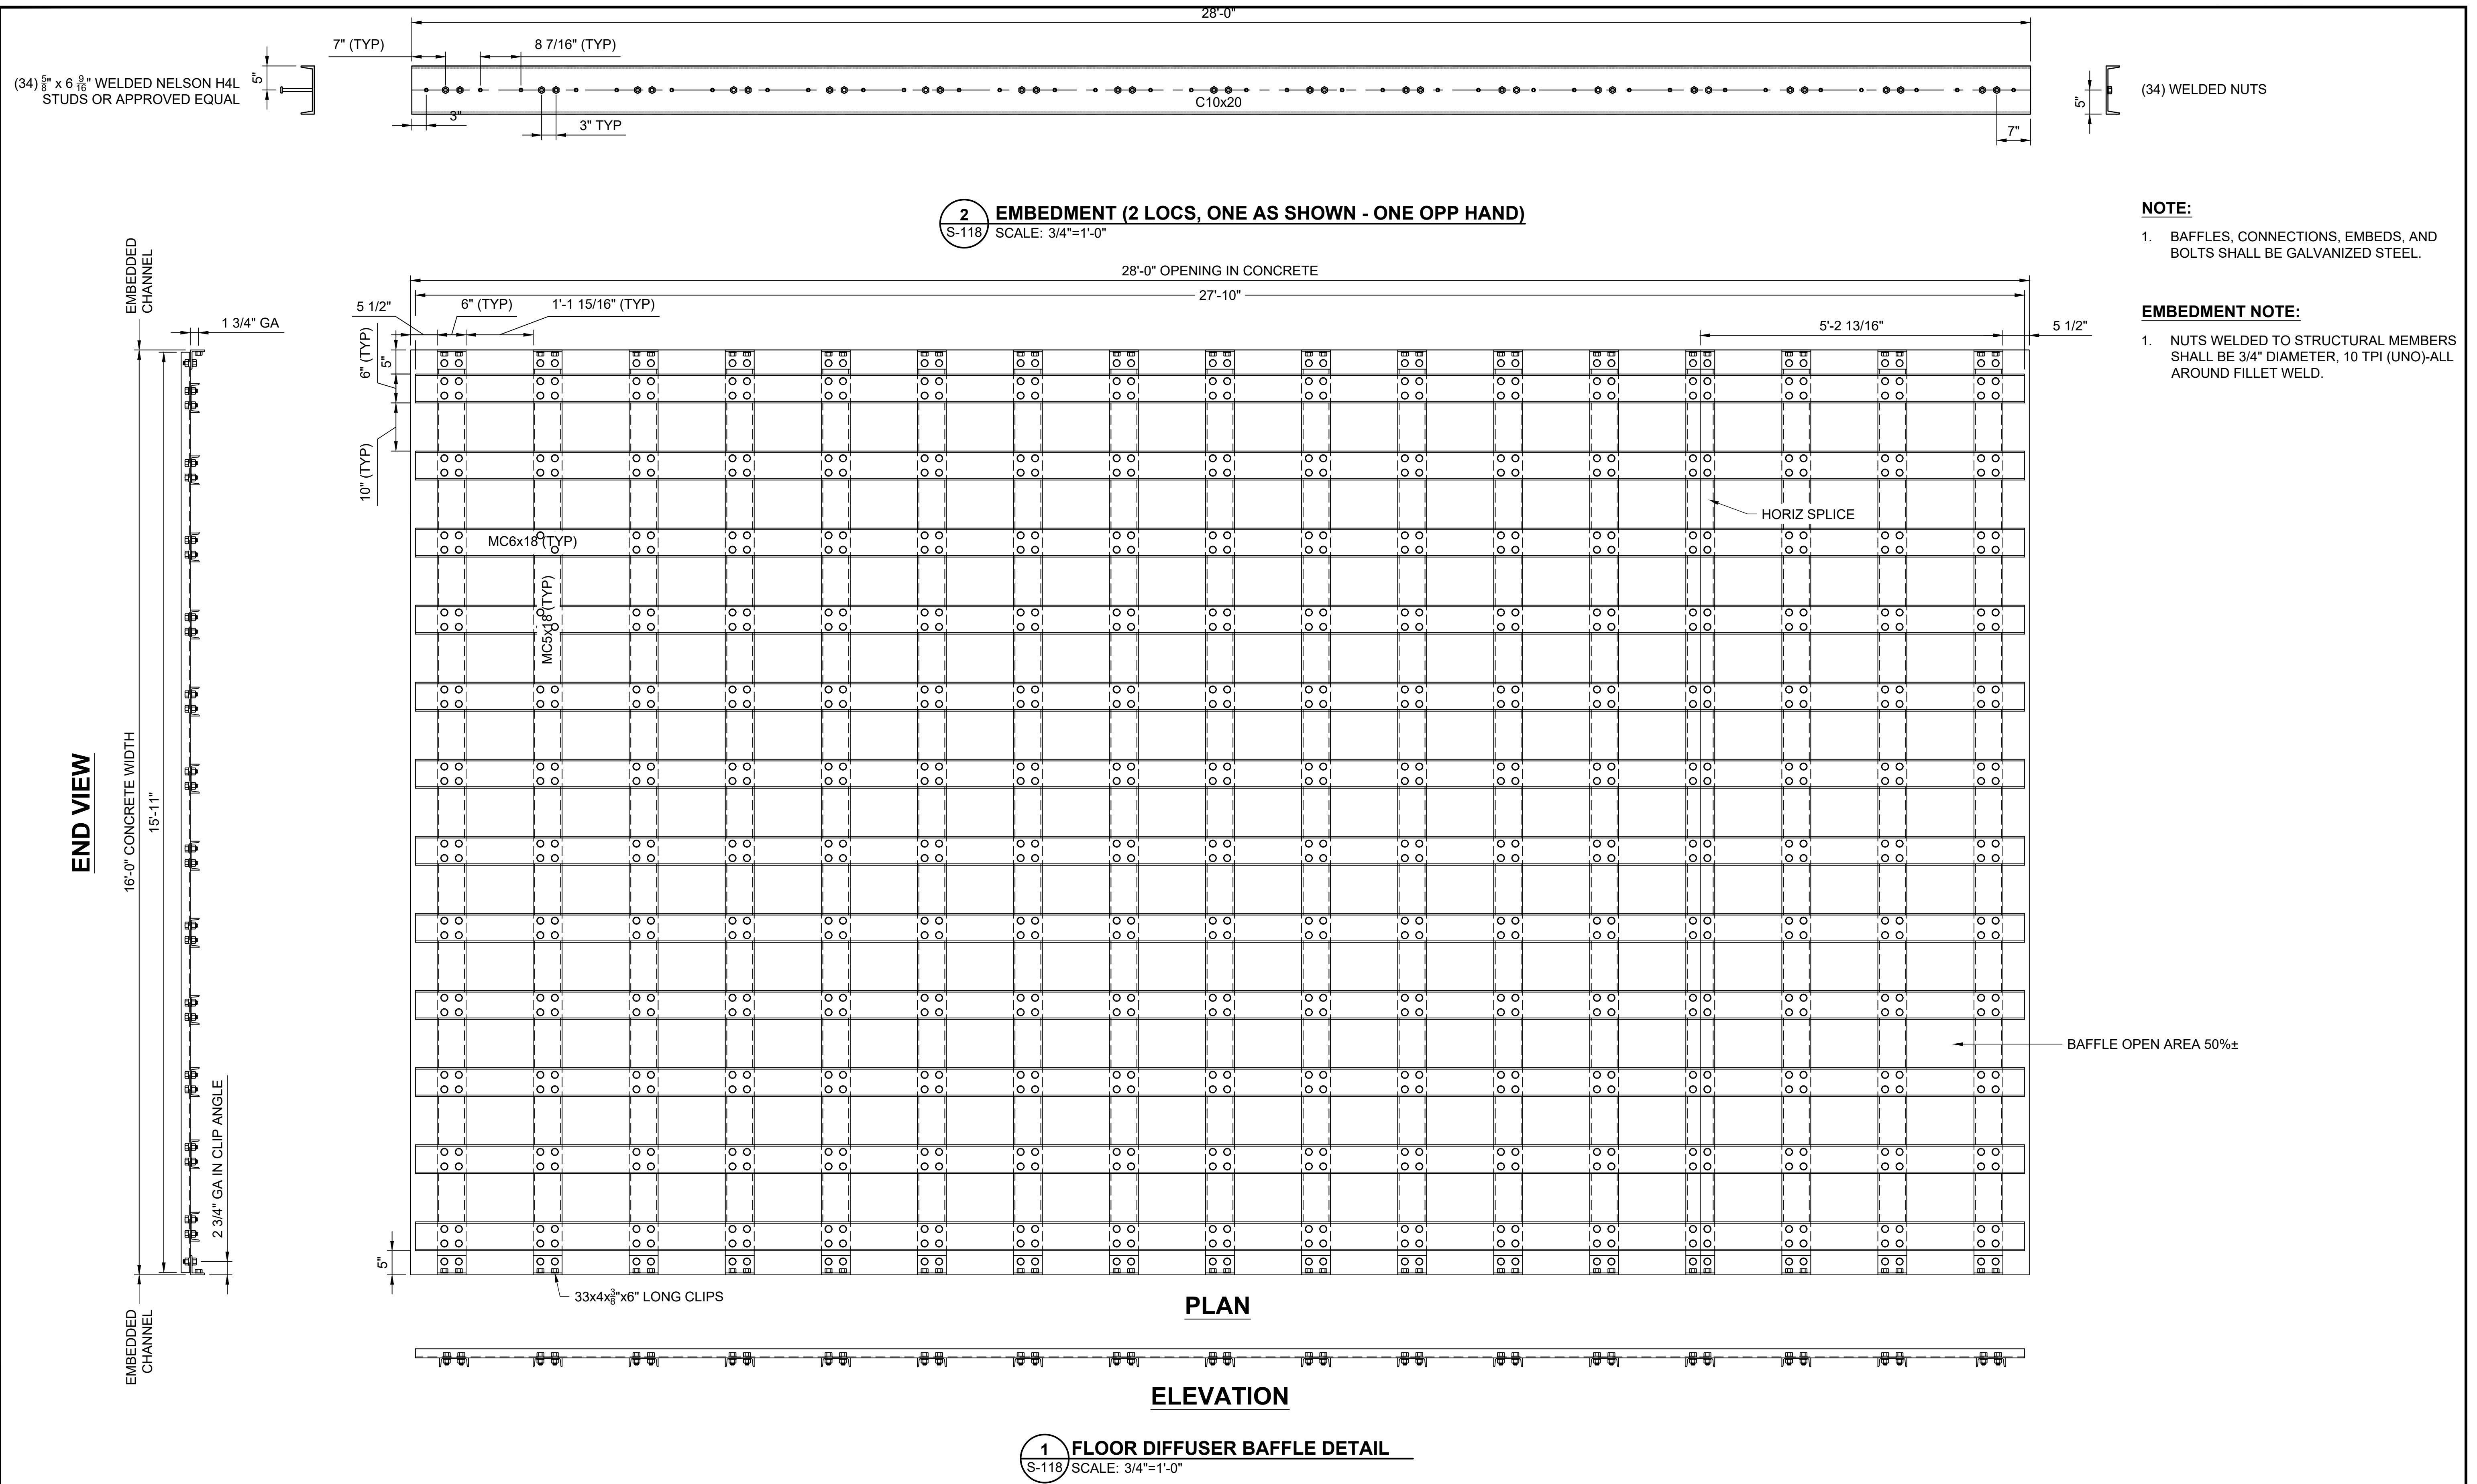 28'-0"
7" (TYP)
8 7/16" (TYP)
(34) 5/8" x 6 9/16" WELDED NELSON H4L
STUDS OR APPROVED EQUAL
5"
C10x20
3"
3" TYP
7"
5"
(34) WELDED NUTS
2
S-118
EMBEDMENT (2 LOCS, ONE AS SHOWN - ONE OPP HAND)
SCALE: 3/4"=1'-0"
NOTE:
1. BAFFLES, CONNECTIONS, EMBEDS, AND
BOLTS SHALL BE GALVANIZED STEEL.
EMBEDMENT NOTE:
1. NUTS WELDED TO STRUCTURAL MEMBERS
SHALL BE 3/4" DIAMETER, 10 TPI (UNO)-ALL
AROUND FILLET WELD.
EMBEDDED
CHANNEL
1 3/4" GA
28'-0" OPENING IN CONCRETE
27'-10"
5 1/2"
6" (TYP)
1'-1 15/16" (TYP)
5'-2 13/16"
5 1/2"
6" (TYP)
5"
10" (TYP)
HORIZ SPLICE
MC6x18 (TYP)
MC5x18 (TYP)
END VIEW
16'-0" CONCRETE WIDTH
15'-11"
2 3/4" GA IN CLIP ANGLE
BAFFLE OPEN AREA 50%±
5"
33x4x3/8"x6" LONG CLIPS
EMBEDDED
CHANNEL
PLAN
ELEVATION
1
S-118
FLOOR DIFFUSER BAFFLE DETAIL
SCALE: 3/4"=1'-0"